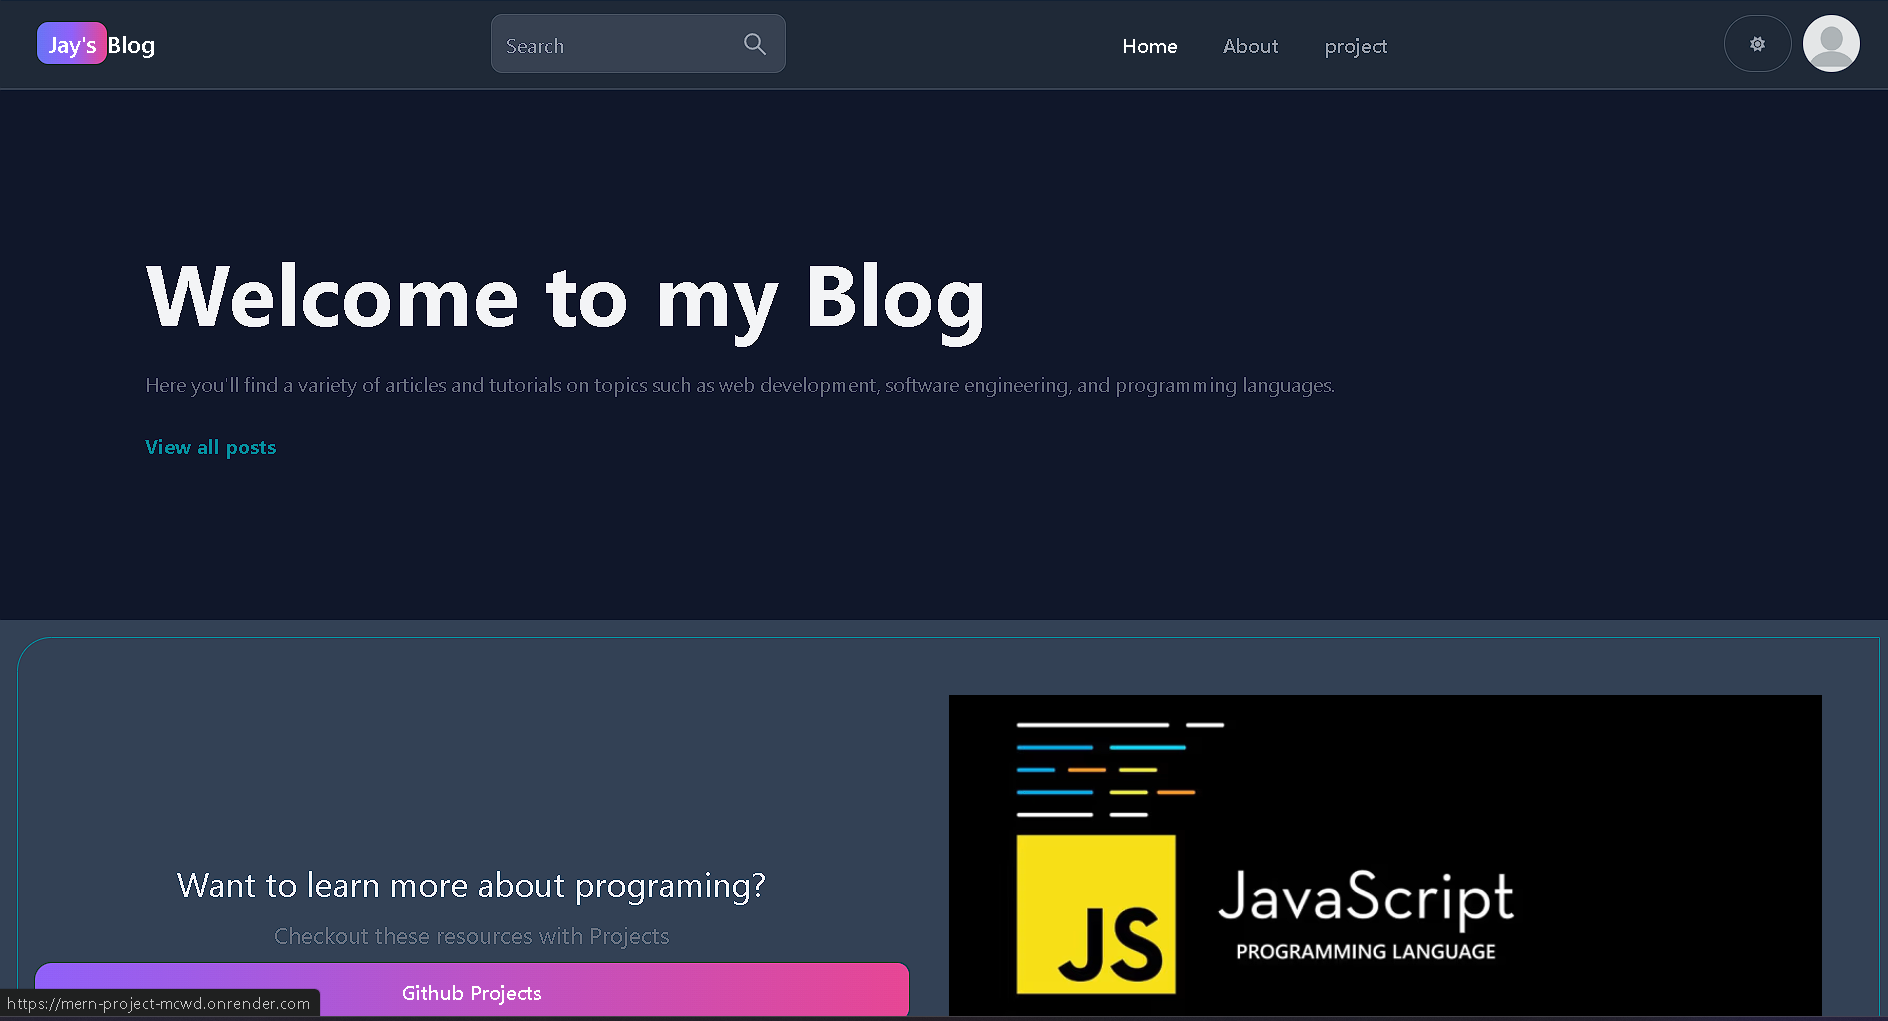 Jay's Blog
Search
Home About project
Welcome to my Blog
Here you'll find a variety of articles and tutorials on topics such as web development, software engineering, and programming languages.
View all posts
Want to learn more about programing?
Checkout these resources with Projects
Github Projects
JS
JavaScript
PROGRAMMING LANGUAGE
https://mern-project-mcwd.onrender.com